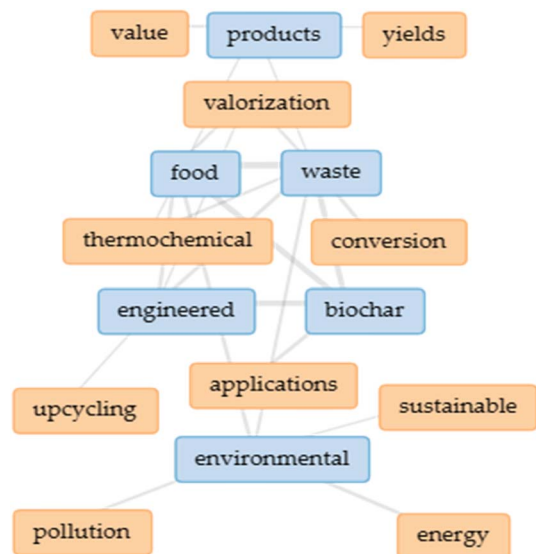 value products yields
valorization
food waste
thermochemical conversion
engineered biochar
applications
upcycling sustainable
environmental
pollution energy